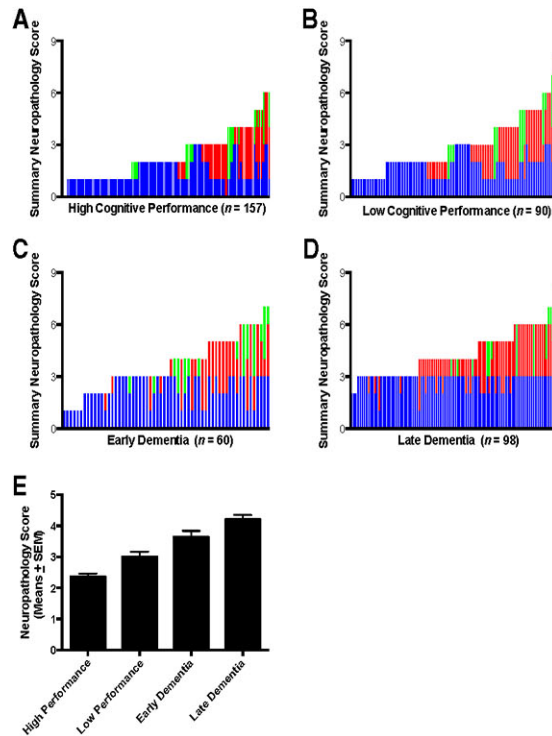 A
Summary Neuropathology Score
9
6
3
0
High Cognitive Performance (n = 157)
B
Summary Neuropathology Score
9
6
3
0
Low Cognitive Performance (n = 90)
C
Summary Neuropathology Score
9
6
3
0
Early Dementia (n = 60)
D
Summary Neuropathology Score
9
6
3
0
Late Dementia (n = 98)
E
Neuropathology Score
(Means ± SEM)
5
4
3
2
1
0
High Performance
Low Performance
Early Dementia
Late Dementia